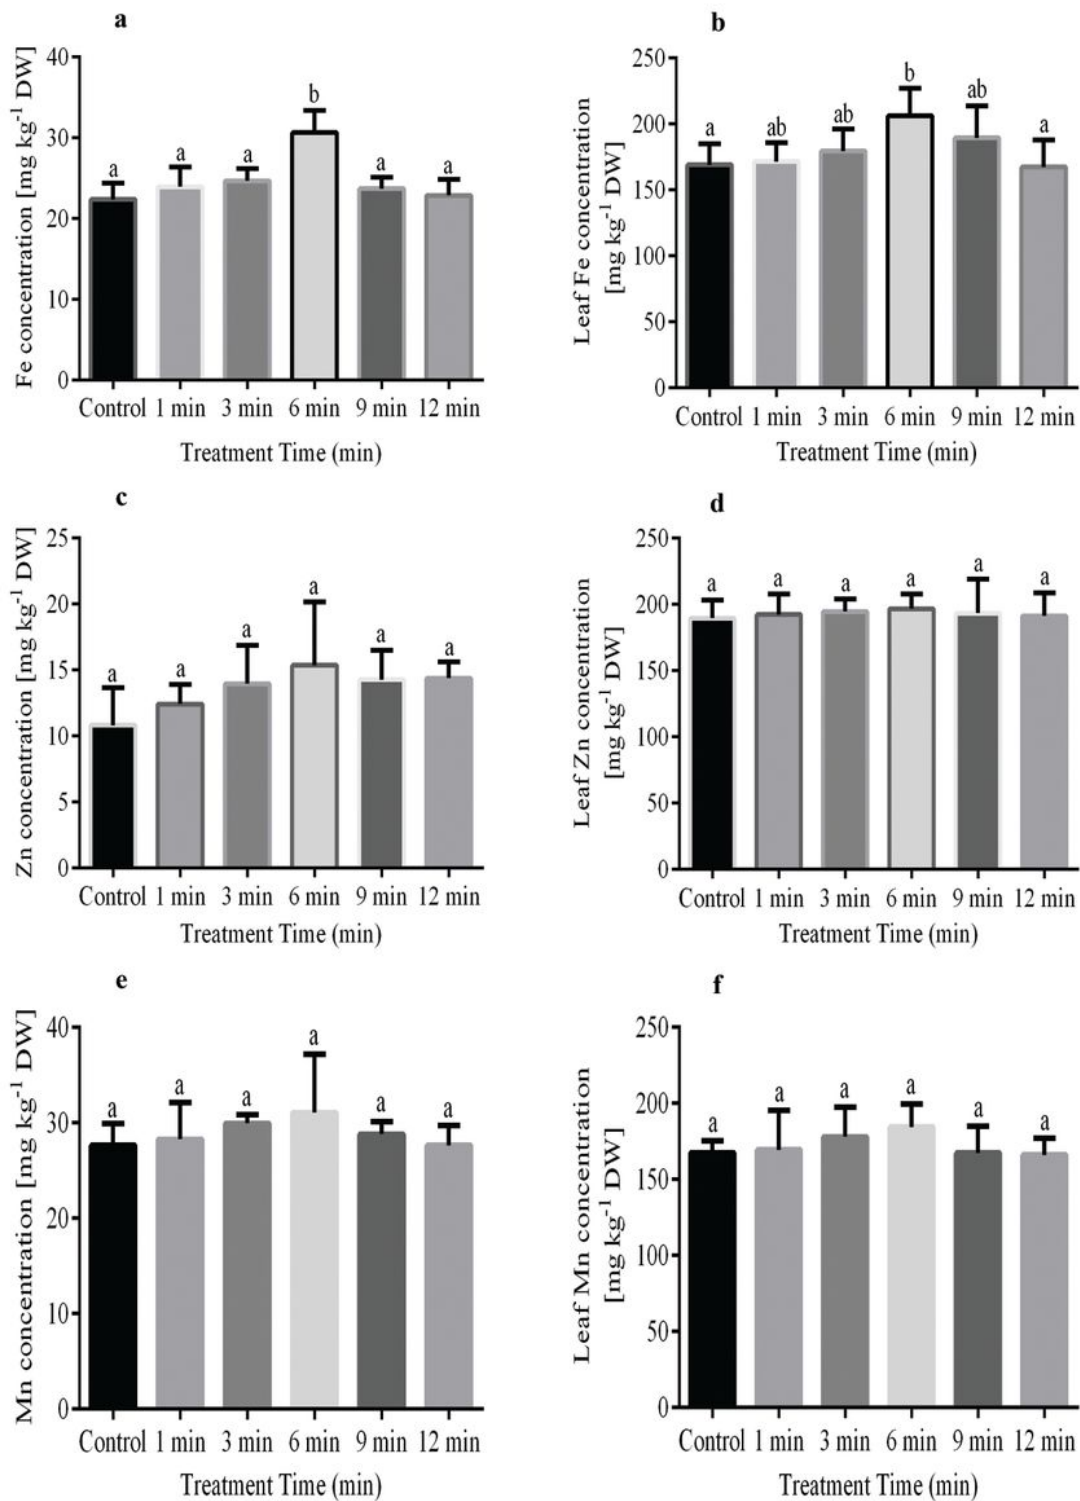 a
Fe concentration [mg kg⁻¹ DW]
40
30
20
10
0
a
a
a
b
a
a
Control 1 min 3 min 6 min 9 min 12 min
Treatment Time (min)
b
Leaf Fe concentration
[mg kg⁻¹ DW]
250
200
150
100
50
0
a
ab
ab
b
ab
a
Control 1 min 3 min 6 min 9 min 12 min
Treatment Time (min)
c
Zn concentration [mg kg⁻¹ DW]
25
20
15
10
5
0
a
a
a
a
a
a
Control 1 min 3 min 6 min 9 min 12 min
Treatment Time (min)
d
Leaf Zn concentration
[mg kg⁻¹ DW]
250
200
150
100
50
0
a
a
a
a
a
a
Control 1 min 3 min 6 min 9 min 12 min
Treatment Time (min)
e
Mn concentration [mg kg⁻¹ DW]
40
30
20
10
0
a
a
a
a
a
a
Control 1 min 3 min 6 min 9 min 12 min
Treatment Time (min)
f
Leaf Mn concentration
[mg kg⁻¹ DW]
250
200
150
100
50
0
a
a
a
a
a
a
Control 1 min 3 min 6 min 9 min 12 min
Treatment Time (min)